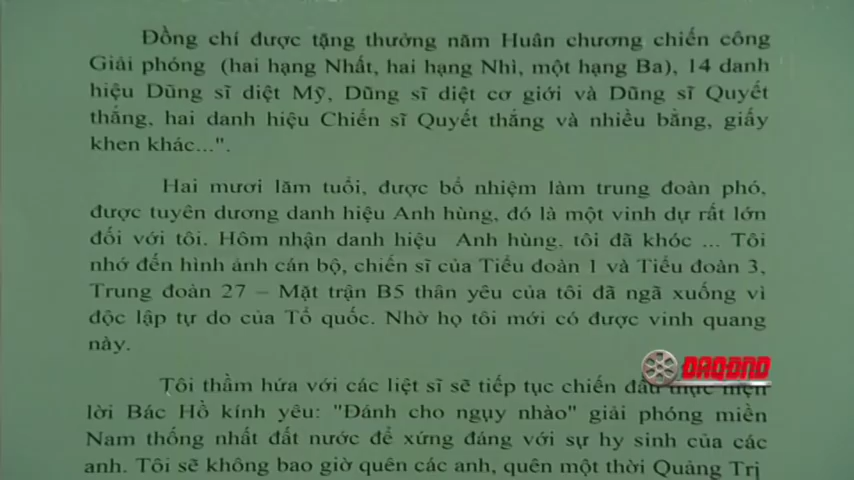 Đồng chí được tặng thưởng năm Huân chương chiến công
Giải phóng (hai hạng Nhất, hai hạng Nhì, một hạng Ba), 14 danh
hiệu Dũng sĩ diệt Mỹ, Dũng sĩ diệt cơ giới và Dũng sĩ Quyết
thắng, hai danh hiệu Chiến sĩ Quyết thắng và nhiều bằng, giấy
khen khác...".
Hai mươi lăm tuổi, được bổ nhiệm làm trung đoàn phó,
được tuyên dương danh hiệu Anh hùng, đó là một vinh dự rất lớn
đối với tôi. Hôm nhận danh hiệu Anh hùng, tôi đã khóc ... Tôi
nhớ đến hình ảnh cán bộ, chiến sĩ của Tiểu đoàn 1 và Tiểu đoàn 3,
Trung đoàn 27 – Mặt trận B5 thân yêu của tôi đã ngã xuống vì
độc lập tự do của Tổ quốc. Nhờ họ tôi mới có được vinh quang
này.
ĐAQĐND
Tôi thầm hứa với các liệt sĩ sẽ tiếp tục chiến đấu thực hiện
lời Bác Hồ kính yêu: "Đánh cho ngụy nhào" giải phóng miền
Nam thống nhất đất nước để xứng đáng với sự hy sinh của các
anh. Tôi sẽ không bao giờ quên các anh, quên một thời Quảng Trị